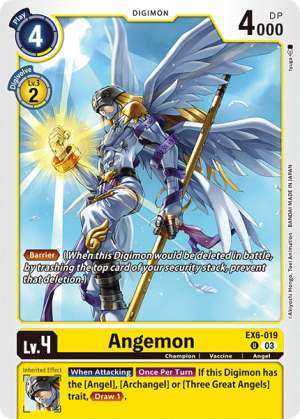 DIGIMON
Play
4
4000
DP
Digivolve
Lv.3
2
Barrier (When this Digimon would be deleted in battle,
by trashing the top card of your security stack, prevent
that deletion.)
©Akiyoshi Hongo, Toei Animation · BANDAI MADE IN JAPAN
Lv.4
Angemon
EX6-019
U 03
Champion
Vaccine
Angel
Inherited Effect
When Attacking Once Per Turn If this Digimon has
the [Angel], [Archangel] or [Three Great Angels]
trait, Draw 1.